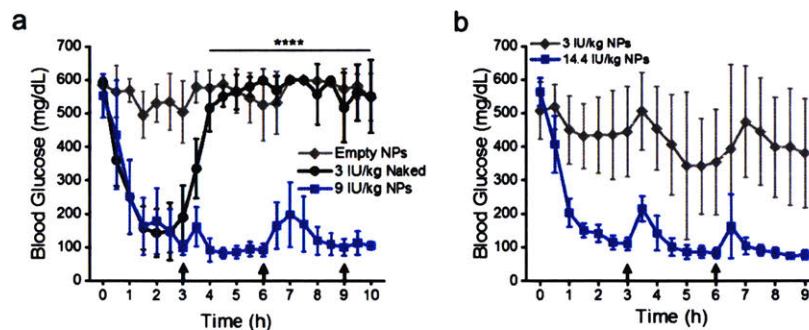 a
****
700
600
500
400
300
200
100
0
Blood Glucose (mg/dL)
Empty NPs
3 IU/kg Naked
9 IU/kg NPs
0 1 2 3 4 5 6 7 8 9 10
Time (h)
b
700
600
500
400
300
200
100
0
Blood Glucose (mg/dL)
3 IU/kg NPs
14.4 IU/kg NPs
0 1 2 3 4 5 6 7 8 9
Time (h)